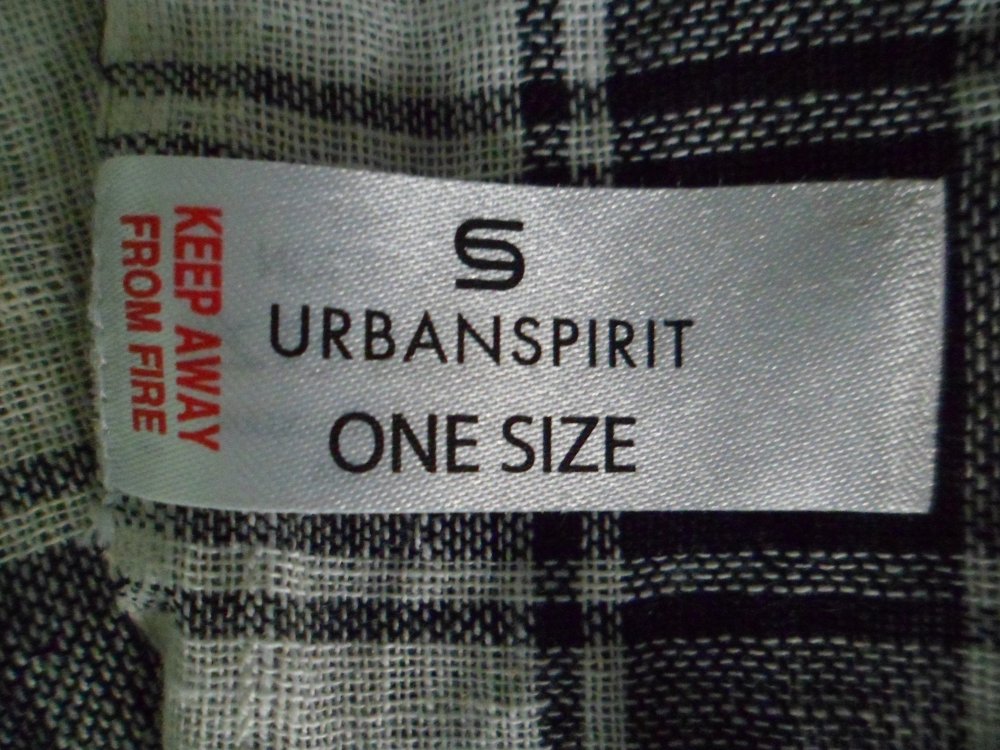 URBANSPIRIT
ONE SIZE
KEEP AWAY
FROM FIRE